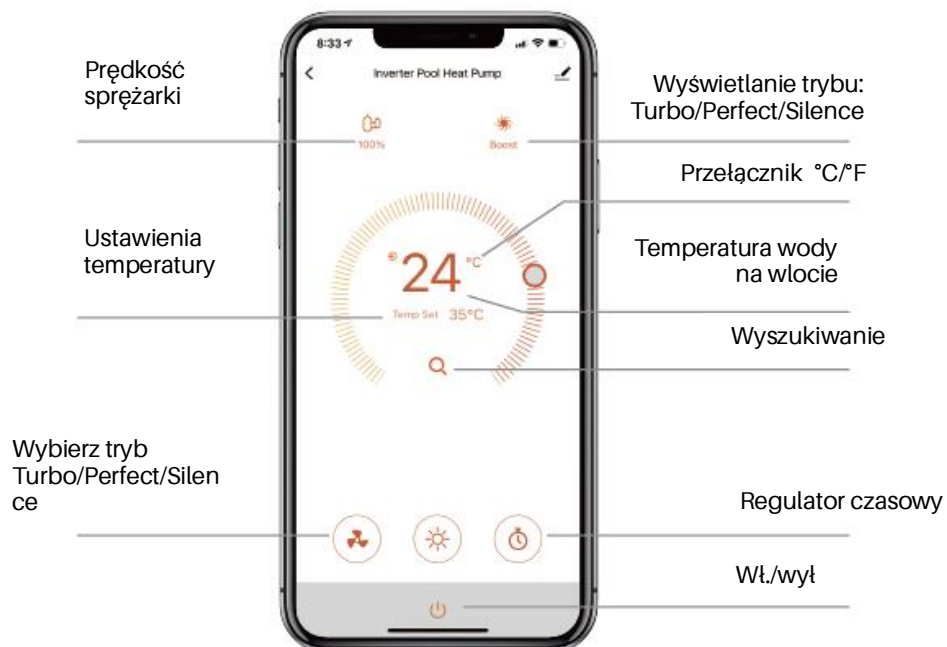 8:33
Inverter Pool Heat Pump
Prędkość
sprężarki
Wyświetlanie trybu:
Turbo/Perfect/Silence
100%
Boost
Przełącznik °C/°F
Ustawienia
temperatury
Temperatura wody
na wlocie
24 °C
Temp Set 35°C
Wyszukiwanie
Wybierz tryb
Turbo/Perfect/Silen
ce
Regulator czasowy
Wł./wył